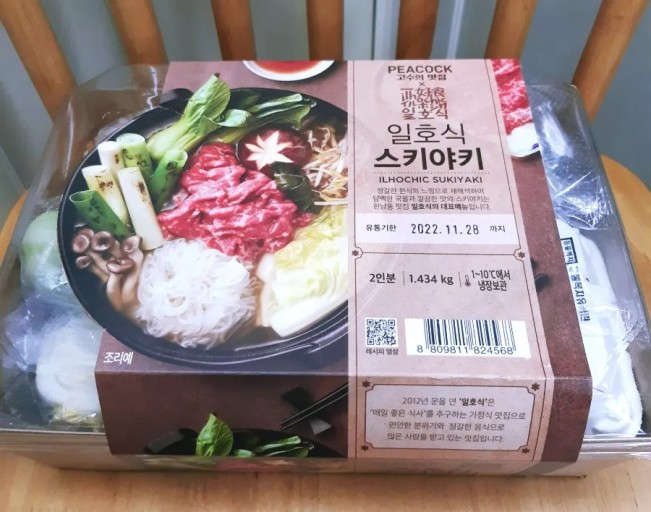 PEACOCK
고수의 맛집
×
일호식
일호식
스키야키
ILHOCHIC SUKIYAKI
정갈한 한식의 느낌으로 재해석하여
담백한 국물과 깔끔한 맛의 스키야키는
한남동 맛집 일호식의 대표메뉴입니다.
유통기한 2022.11.28 까지
2인분 1.434 kg 1~10℃에서
냉장보관
레시피 영상
8 809811 824568
조리예
2012년 문을 연 "일호식"은
"매일 좋은 식사"를 추구하는 가정식 맛집으로
편안한 분위기와 정갈한 음식으로
많은 사랑을 받고 있는 맛집입니다.